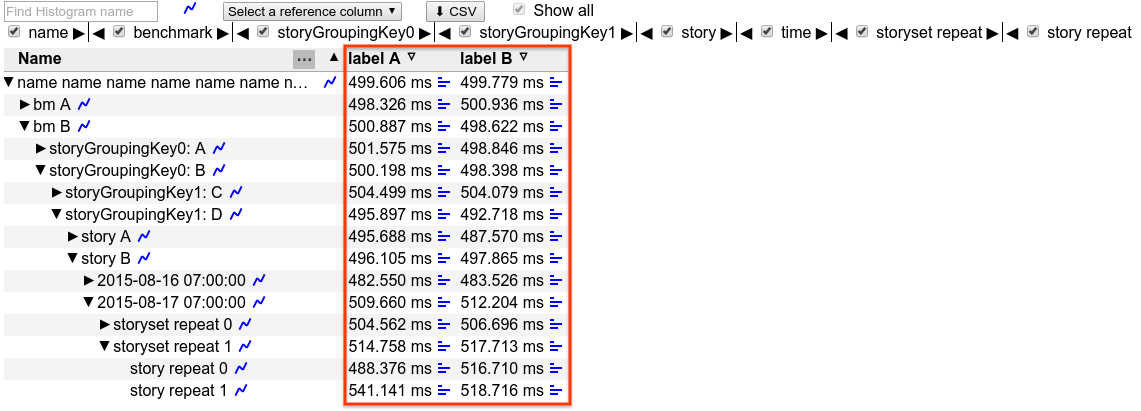 Find Histogram name Select a reference column ▼ ⬇ CSV Show all
name ▶|◀ benchmark ▶|◀ storyGroupingKey0 ▶|◀ storyGroupingKey1 ▶|◀ story ▶|◀ time ▶|◀ storyset repeat ▶|◀ story repeat
Name ... ▲ label A ▽ label B ▽
▼ name name name name name name n… 499.606 ms 499.779 ms
▶ bm A 498.326 ms 500.936 ms
▼ bm B 500.887 ms 498.622 ms
▶ storyGroupingKey0: A 501.575 ms 498.846 ms
▼ storyGroupingKey0: B 500.198 ms 498.398 ms
▶ storyGroupingKey1: C 504.499 ms 504.079 ms
▼ storyGroupingKey1: D 495.897 ms 492.718 ms
▶ story A 495.688 ms 487.570 ms
▼ story B 496.105 ms 497.865 ms
▶ 2015-08-16 07:00:00 482.550 ms 483.526 ms
▼ 2015-08-17 07:00:00 509.660 ms 512.204 ms
▶ storyset repeat 0 504.562 ms 506.696 ms
▼ storyset repeat 1 514.758 ms 517.713 ms
story repeat 0 488.376 ms 516.710 ms
story repeat 1 541.141 ms 518.716 ms